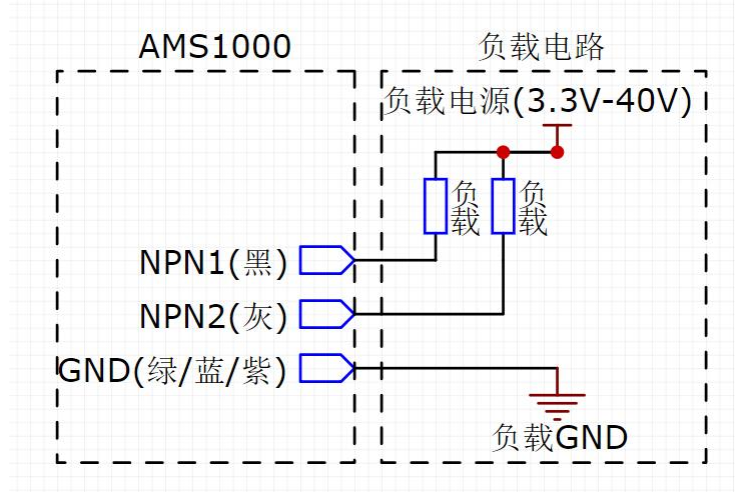 AMS1000
负载电路
负载电源(3.3V-40V)
负载
负载
NPN1(黑)
NPN2(灰)
GND(绿/蓝/紫)
负载GND